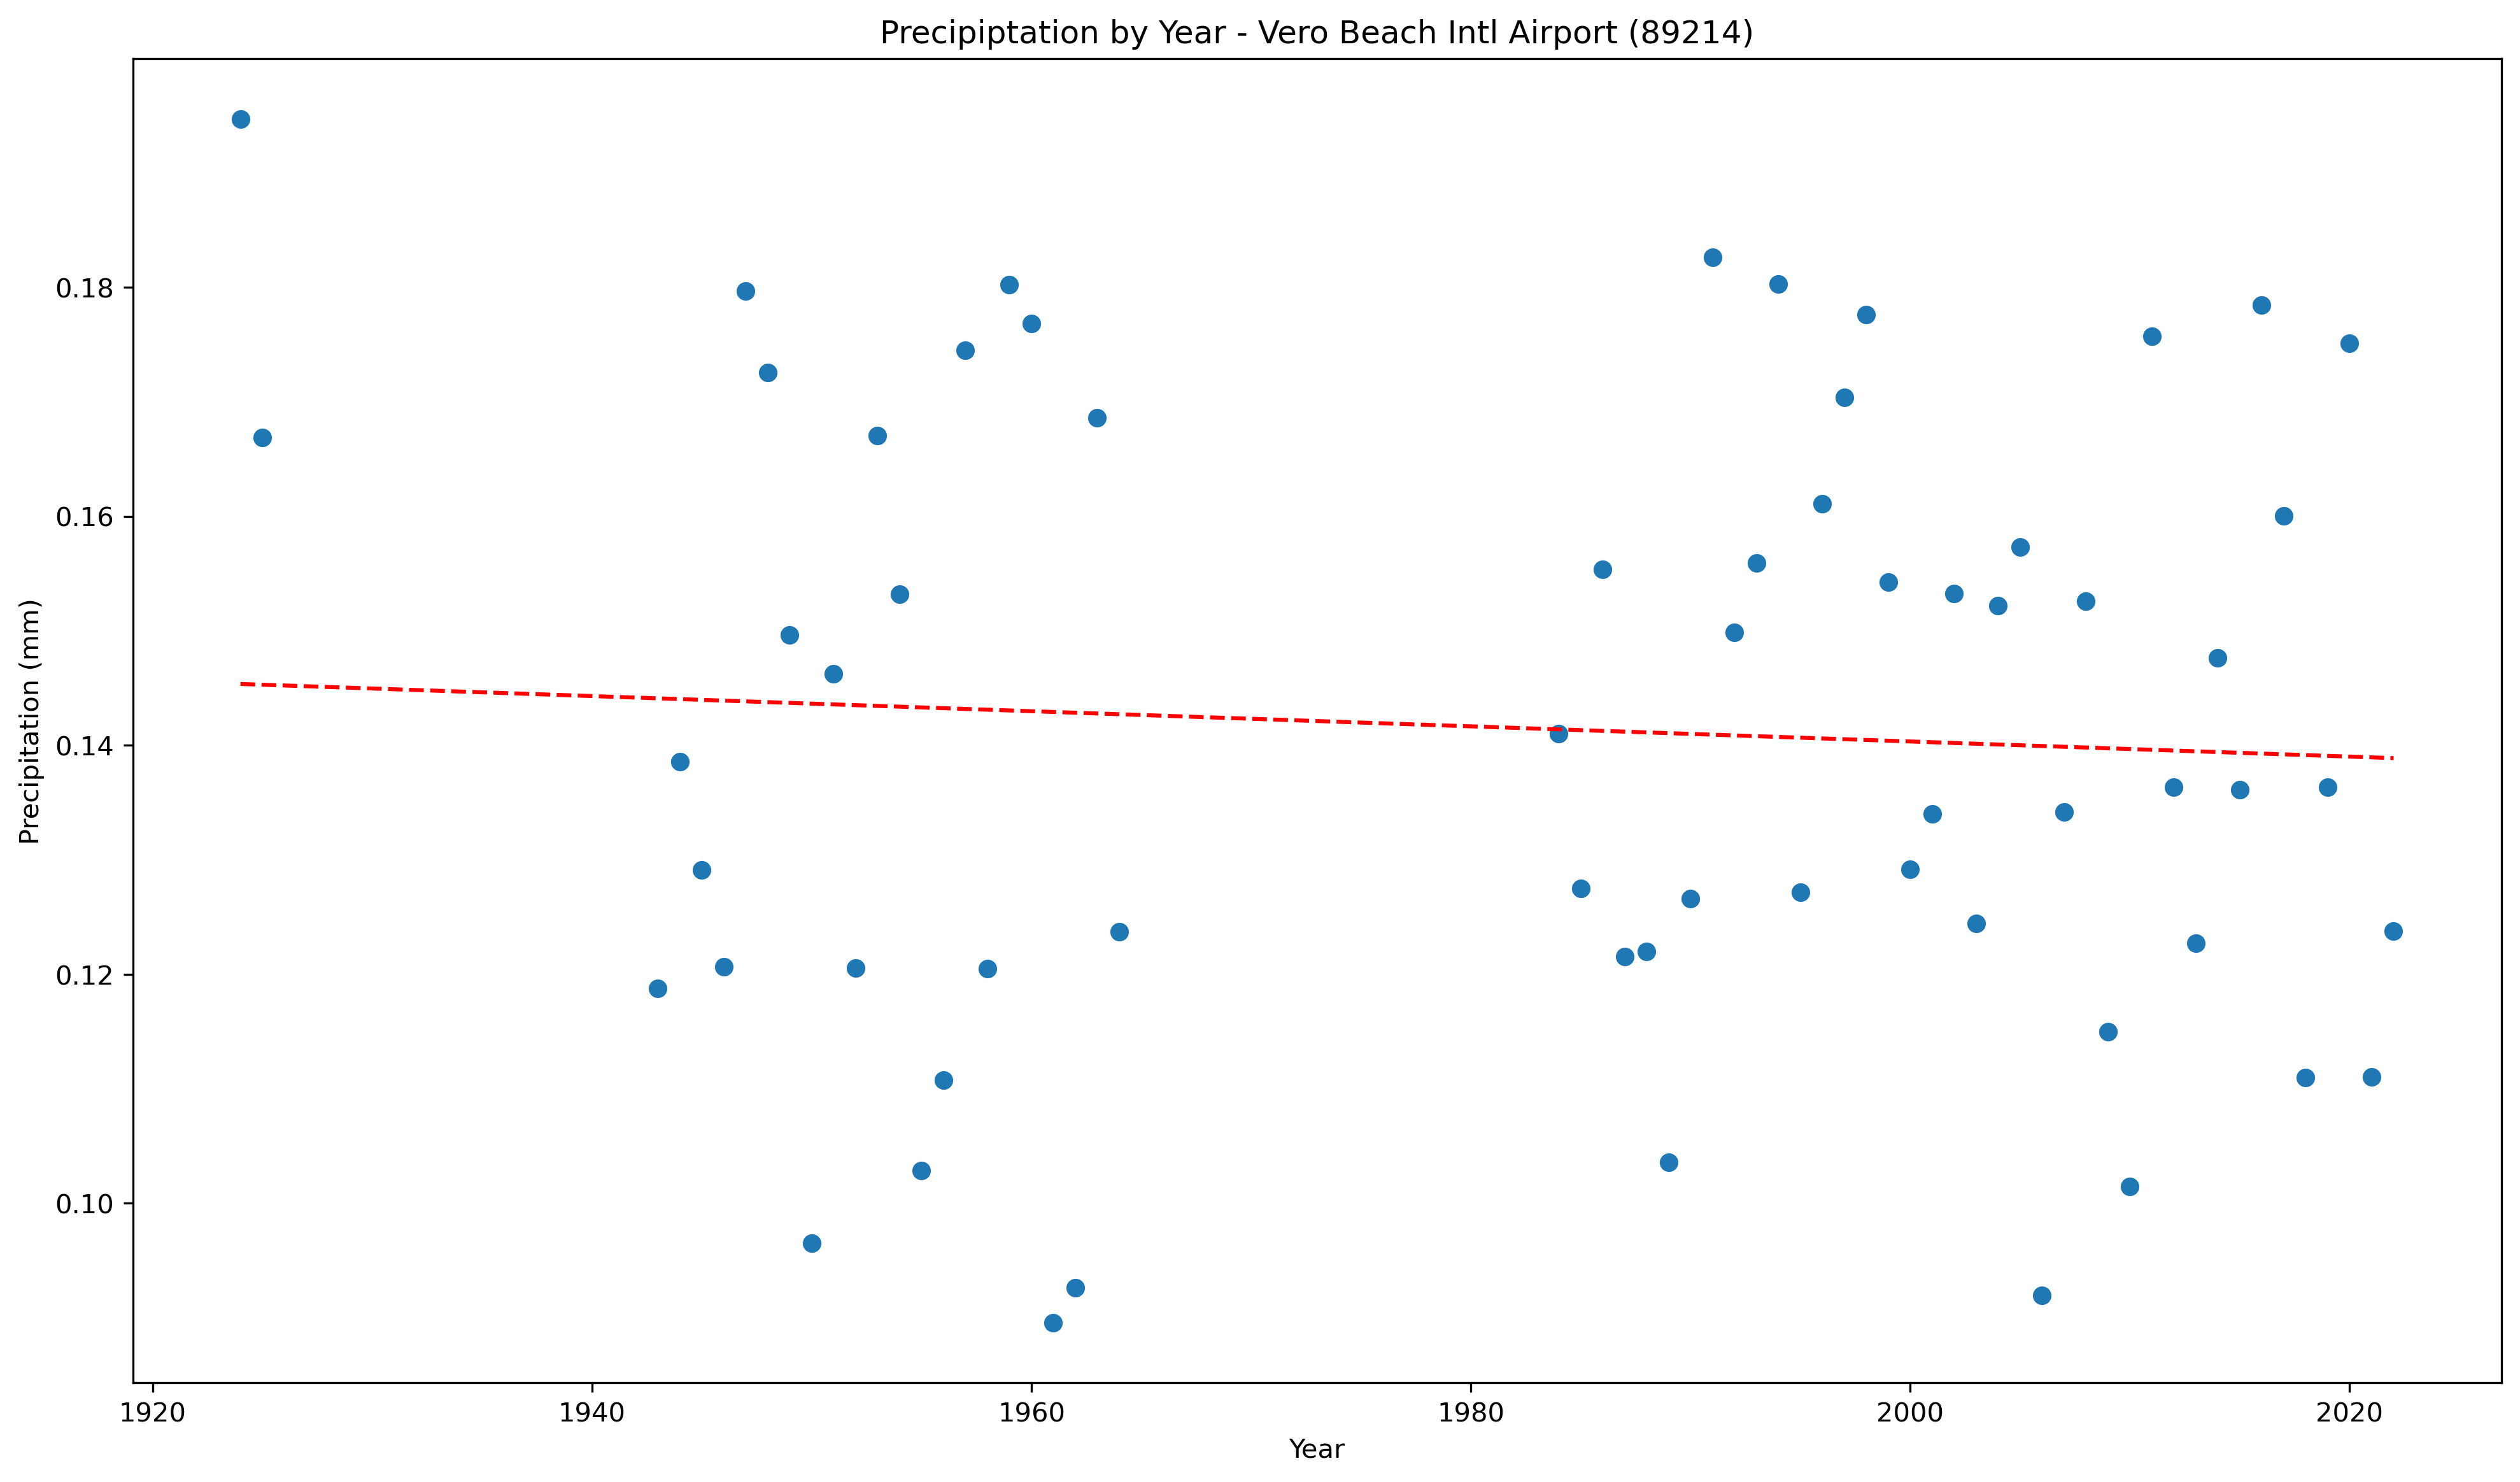 Precipiptation by Year - Vero Beach Intl Airport (89214)
Precipitation (mm)
0.18
0.16
0.14
0.12
0.10
1920 1940 1960 1980 2000 2020
Year